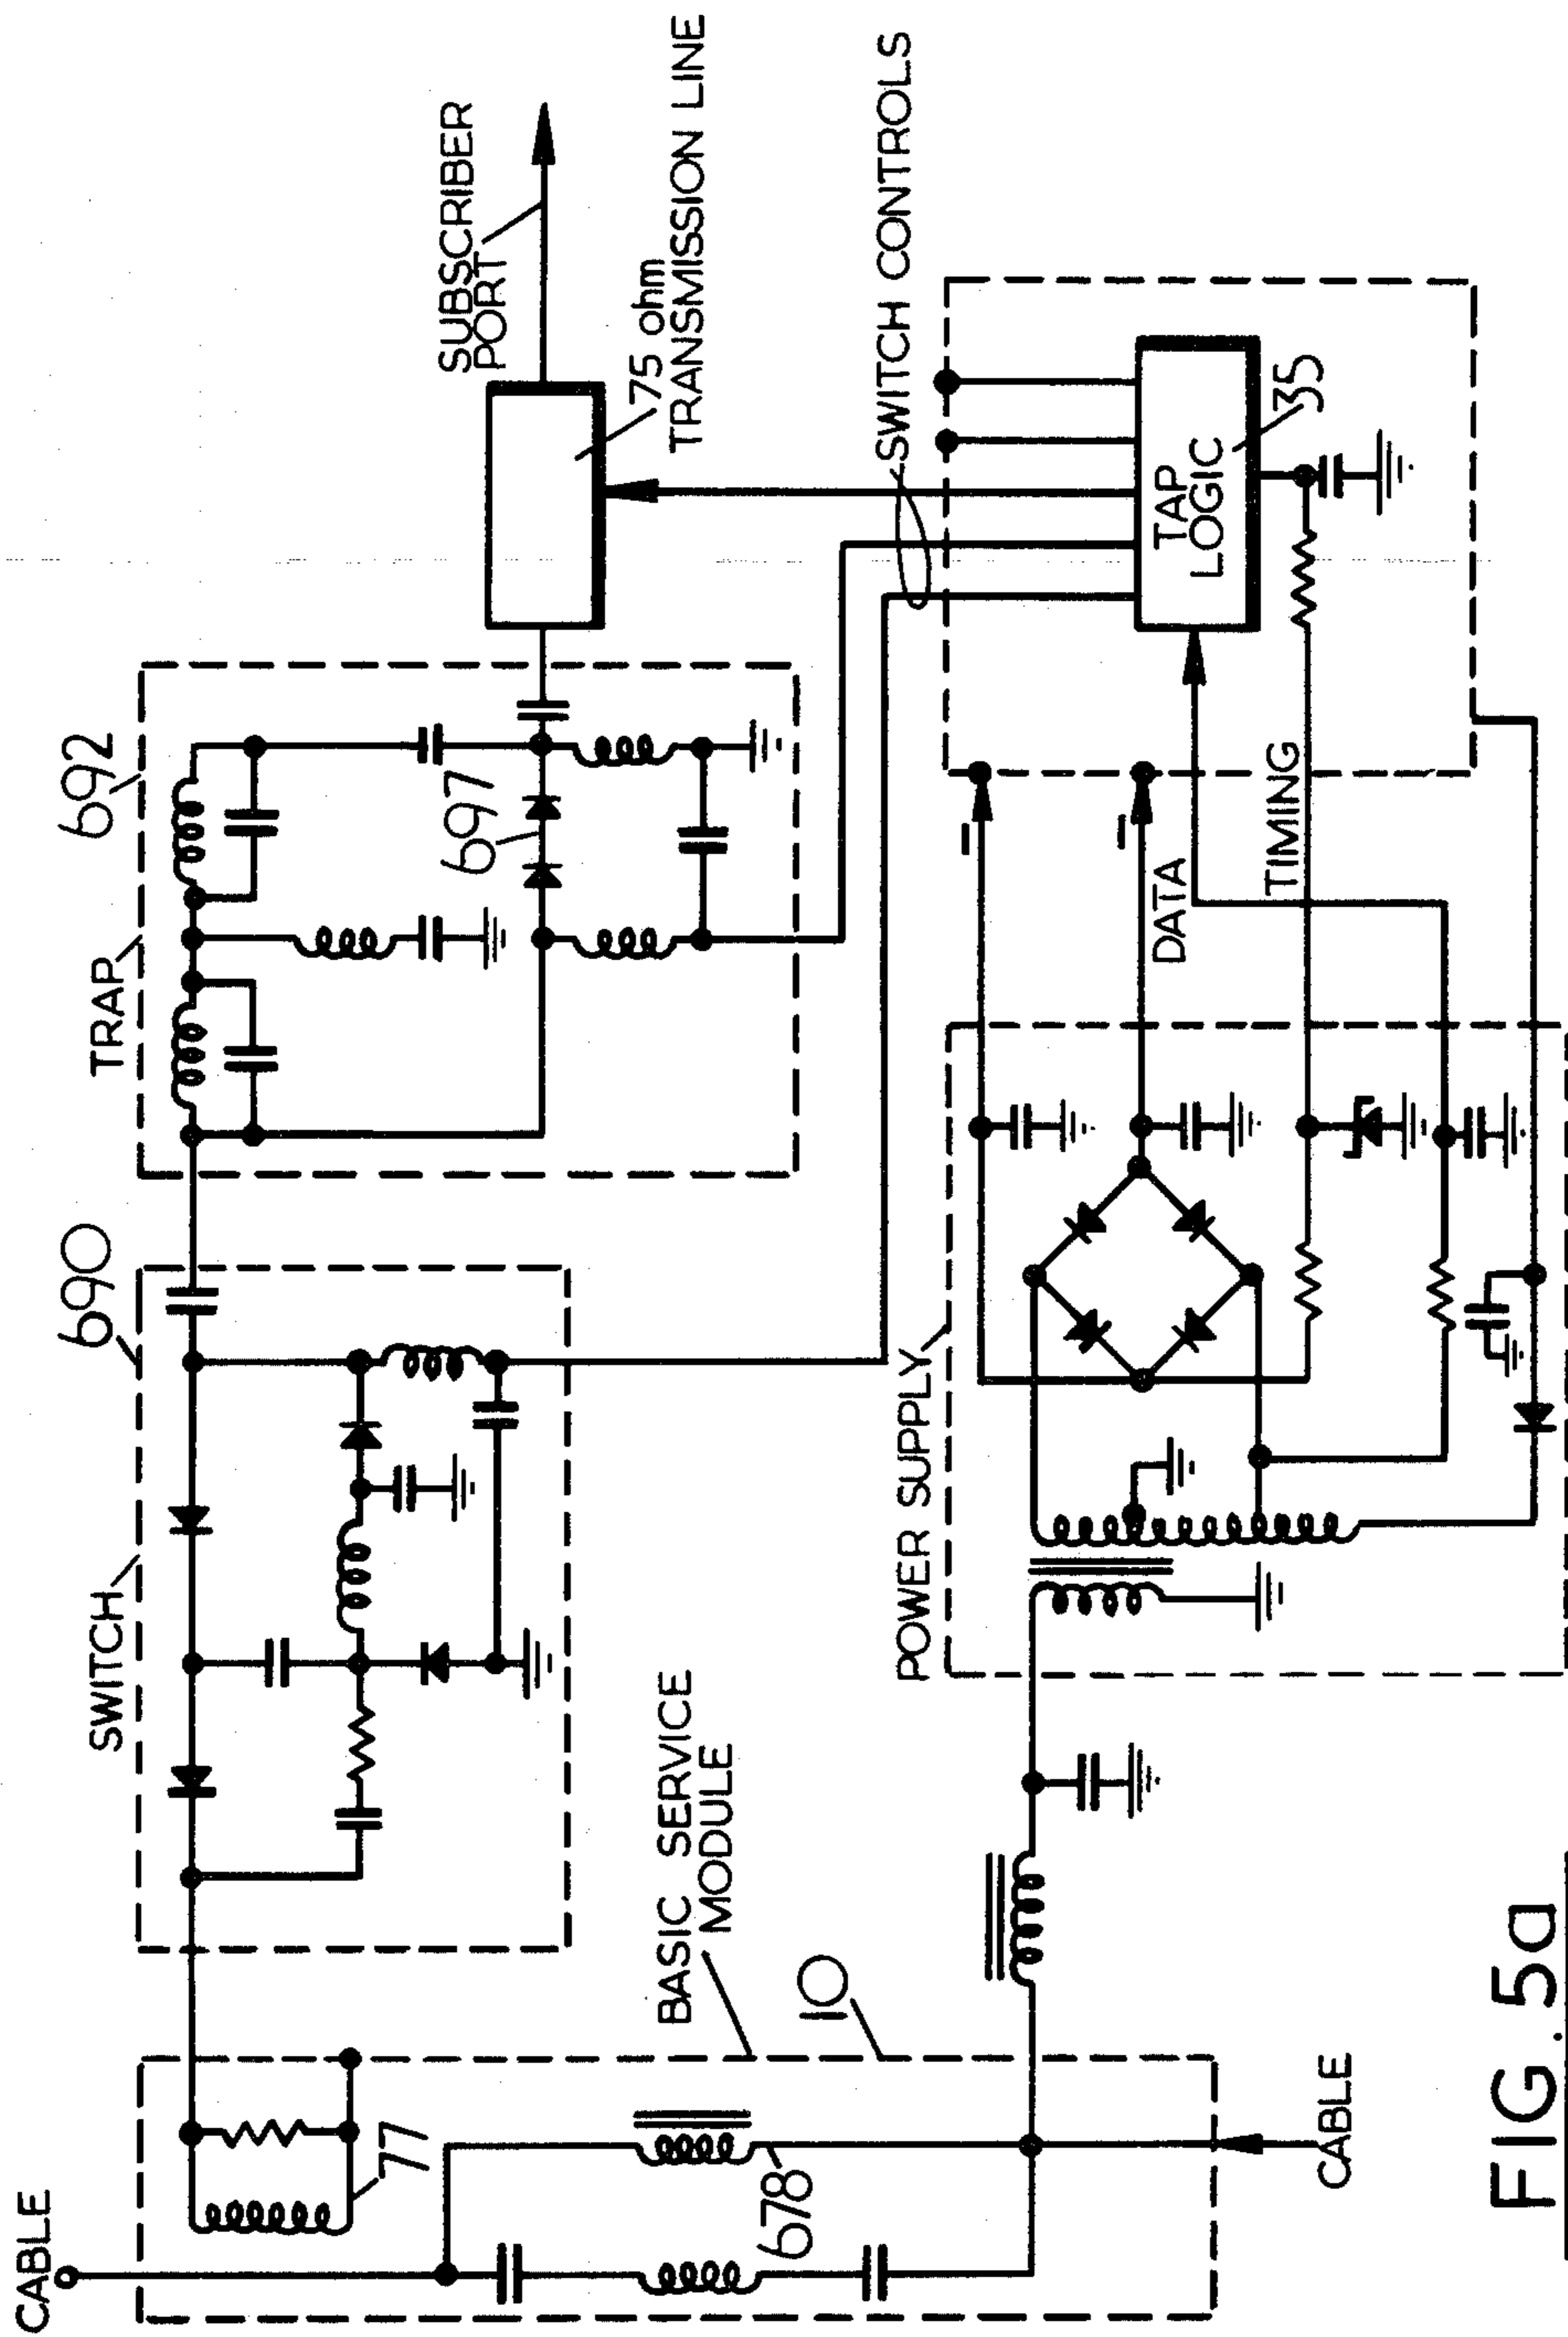 CABLE
77
678
10
BASIC SERVICE
MODULE
CABLE
SWITCH
690
TRAP
692
697
SUBSCRIBER
PORT
75 ohm
TRANSMISSION LINE
SWITCH CONTROLS
POWER SUPPLY
DATA
TIMING
TAP
LOGIC
35
FIG. 5a